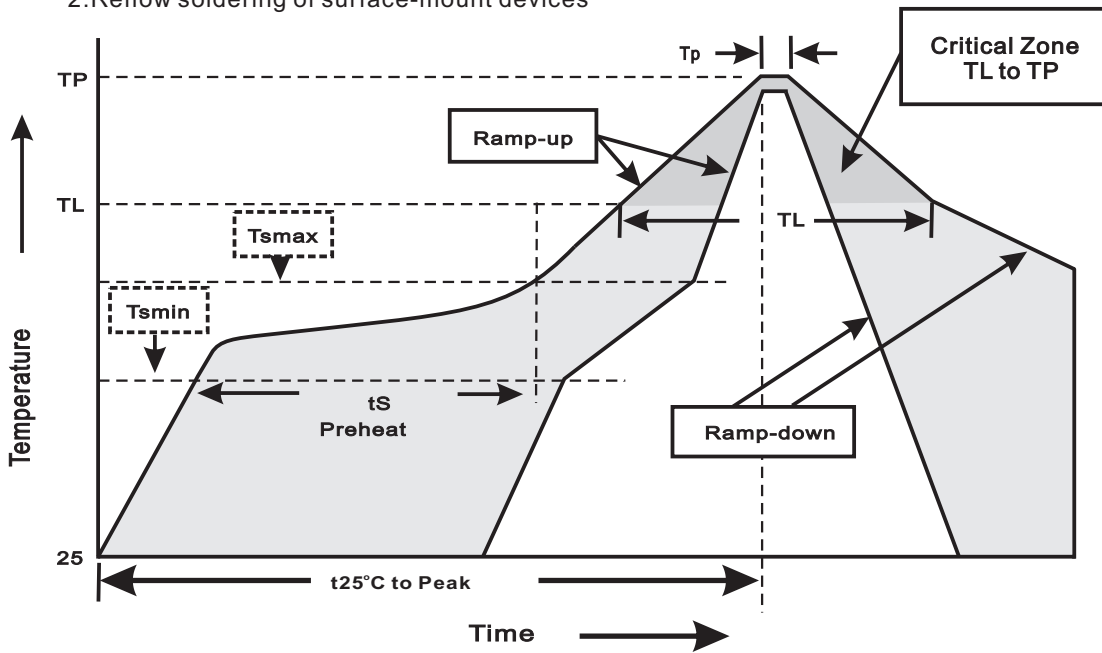 2.Reflow soldering of surface-mount devices
Tp
Critical Zone
TL to TP
TP
Ramp-up
TL
TL
Tsmax
Tsmin
tS
Preheat
Ramp-down
Temperature
25
t25°C to Peak
Time